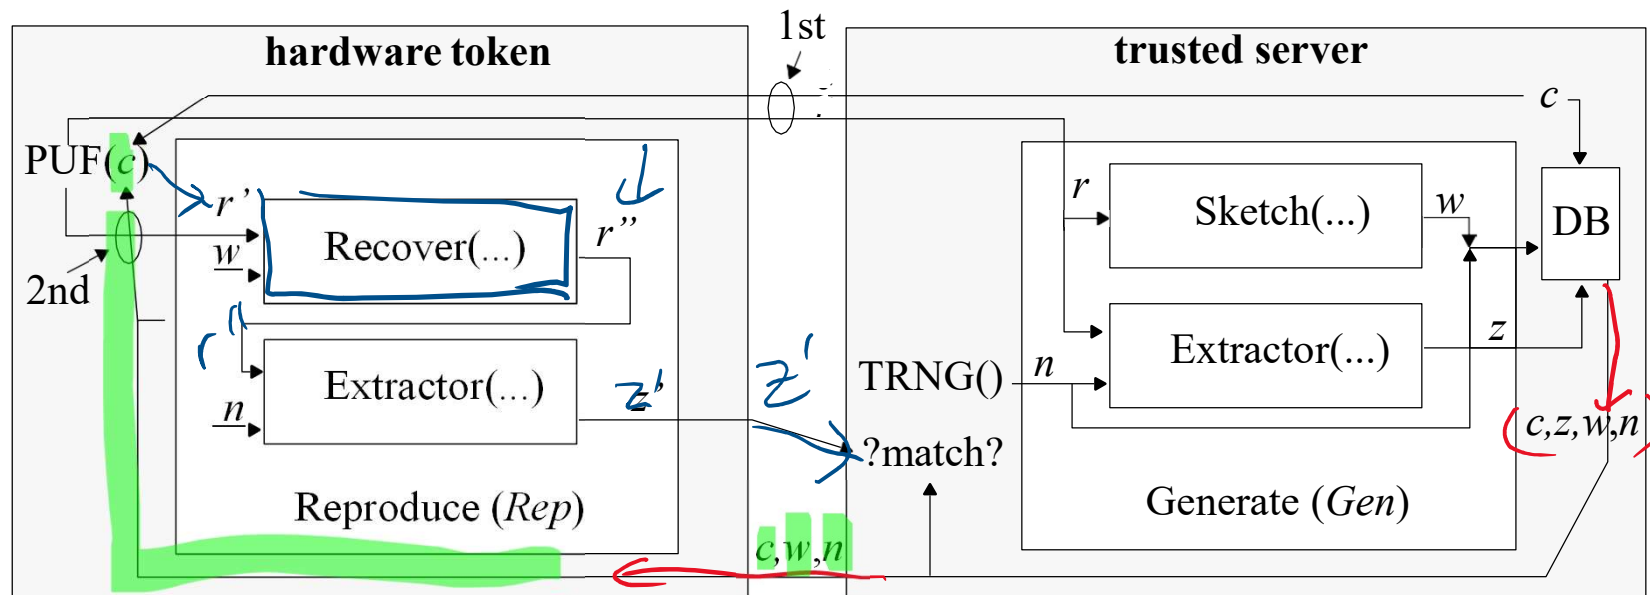 1st
hardware token
trusted server
c
PUF(c)
r'
w
Recover(...)
r''
2nd
r''
n
Extractor(...)
z'
z'
z'
Reproduce (Rep)
c,w,n
r
Sketch(...)
w
DB
TRNG()
n
Extractor(...)
z
?match?
(c,z,w,n)
Generate (Gen)